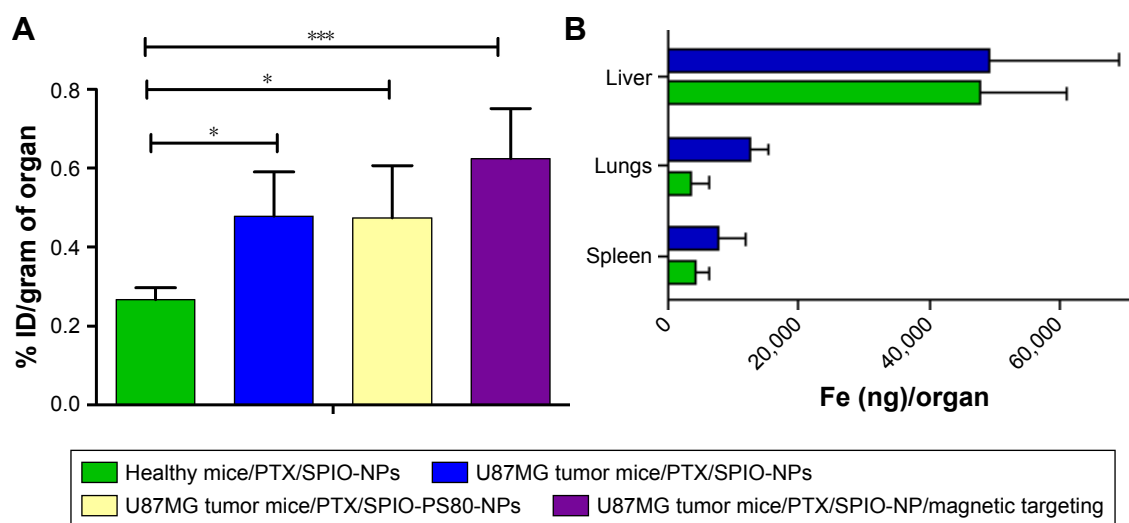 A
B
***
*
*
% ID/gram of organ
0.8
0.6
0.4
0.2
0.0
Liver
Lungs
Spleen
0
20,000
40,000
60,000
Fe (ng)/organ
Healthy mice/PTX/SPIO-NPs
U87MG tumor mice/PTX/SPIO-NPs
U87MG tumor mice/PTX/SPIO-PS80-NPs
U87MG tumor mice/PTX/SPIO-NP/magnetic targeting